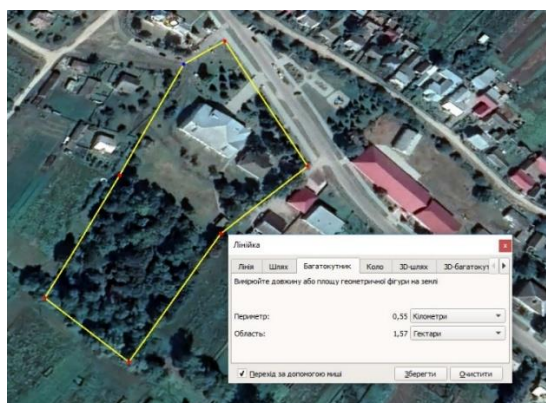 Лінійка
Лінія Шлях Багатокутник Коло 3D-шлях 3D-багатокут
Виміряйте довжину або площу геометричної фігури на землі
Периметр: 0,55 Кілометри
Область: 1,57 Гектари
Перехід за допомогою миші Зберегти Очистити